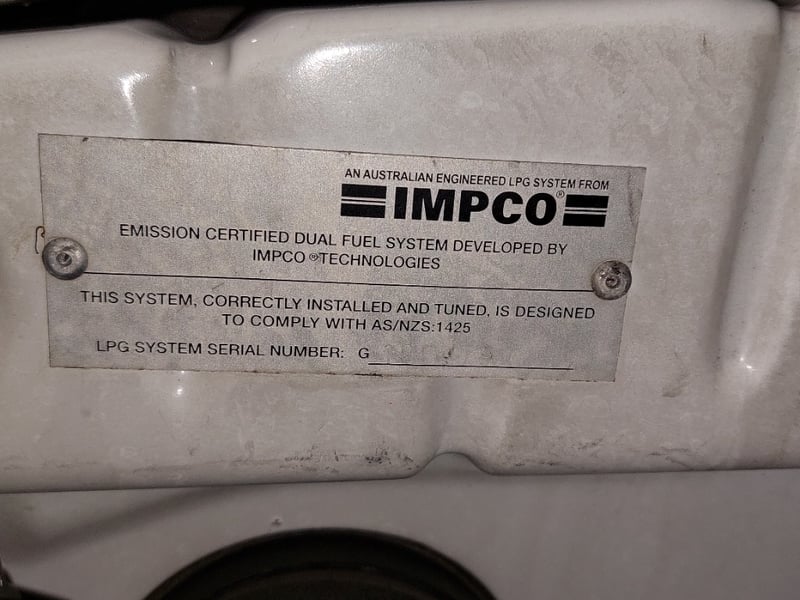 AN AUSTRALIAN ENGINEERED LPG SYSTEM FROM
IMPCO®
EMISSION CERTIFIED DUAL FUEL SYSTEM DEVELOPED BY
IMPCO ® TECHNOLOGIES
THIS SYSTEM, CORRECTLY INSTALLED AND TUNED, IS DESIGNED
TO COMPLY WITH AS/NZS:1425
LPG SYSTEM SERIAL NUMBER: G